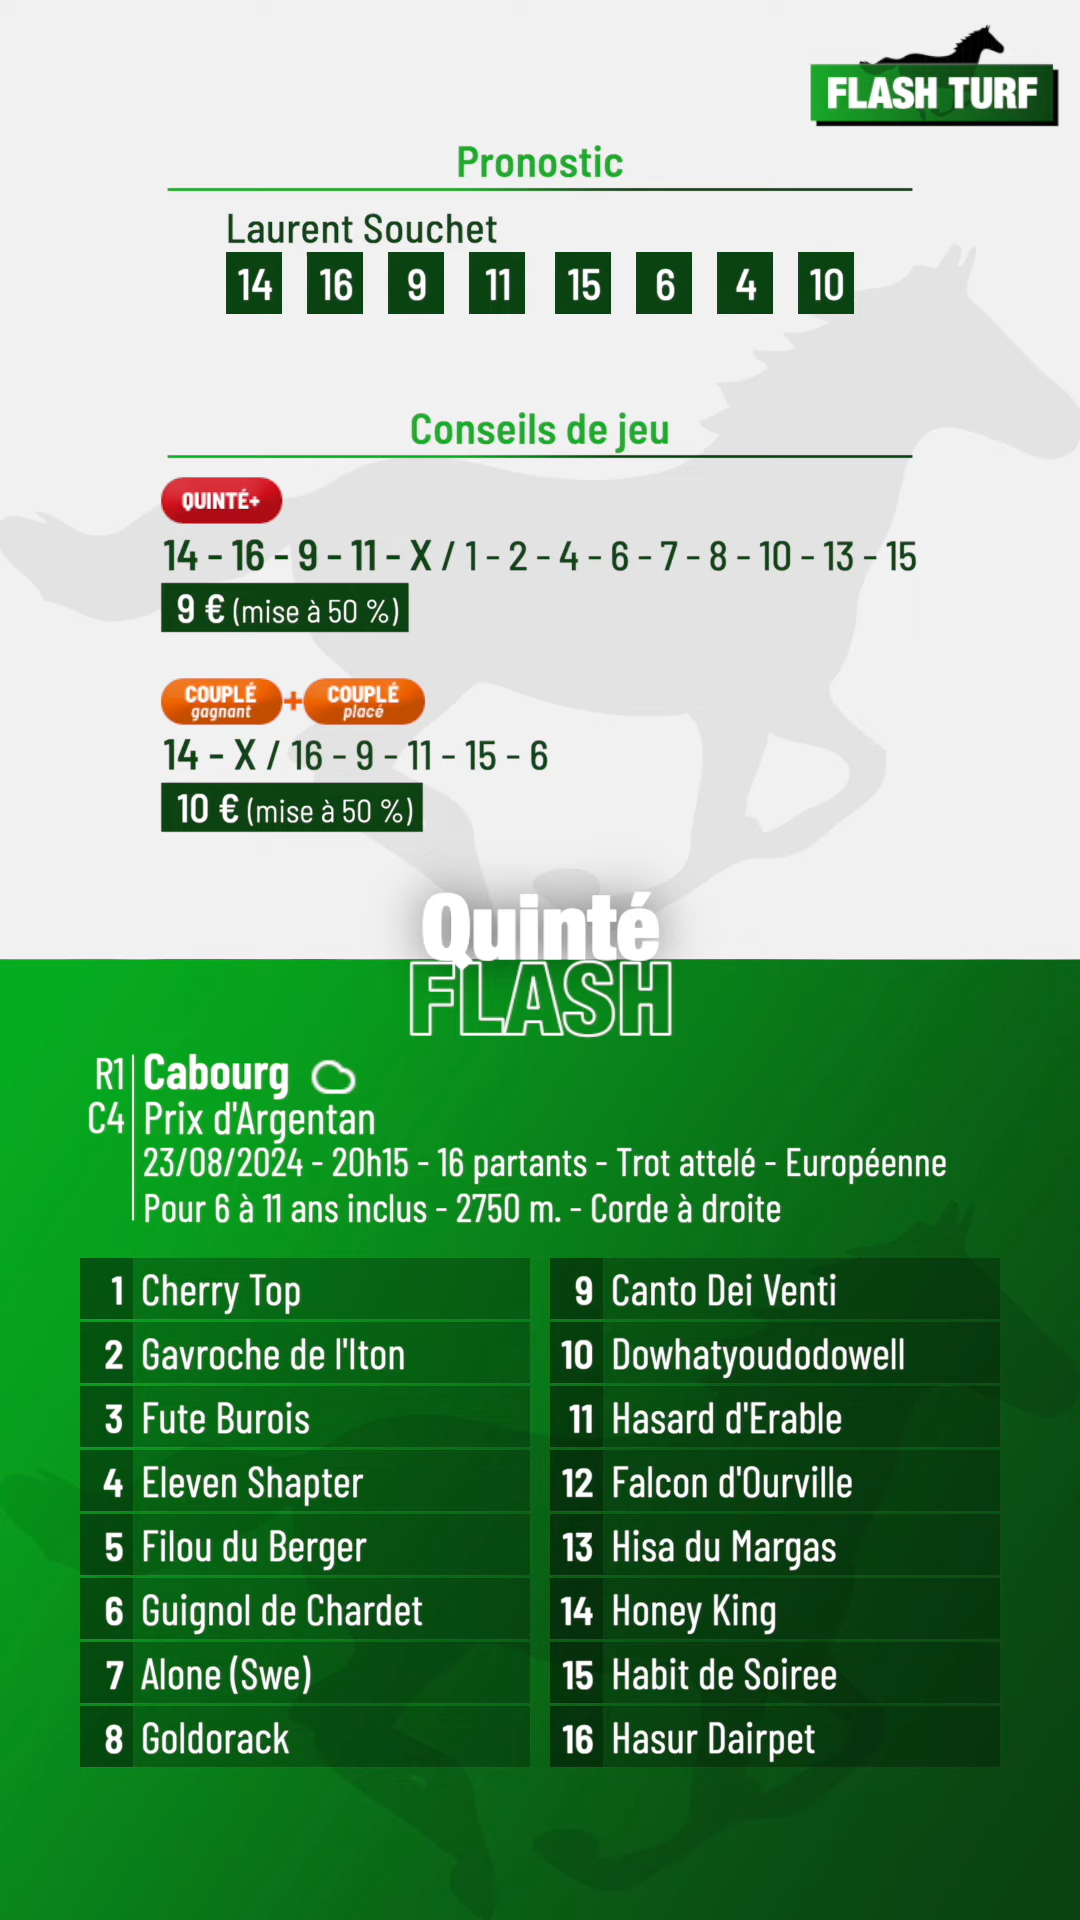 FLASH TURF
Pronostic
Laurent Souchet
14 16 9 11 15 6 4 10
Conseils de jeu
QUINTÉ+
14 - 16 - 9 - 11 - X / 1 - 2 - 4 - 6 - 7 - 8 - 10 - 13 - 15
9 € (mise à 50 %)
COUPLÉ gagnant + COUPLÉ placé
14 - X / 16 - 9 - 11 - 15 - 6
10 € (mise à 50 %)
Quinté
FLASH
R1 Cabourg
C4 Prix d'Argentan
23/08/2024 - 20h15 - 16 partants - Trot attelé - Européenne
Pour 6 à 11 ans inclus - 2750 m. - Corde à droite
1 Cherry Top
2 Gavroche de l'Iton
3 Fute Burois
4 Eleven Shapter
5 Filou du Berger
6 Guignol de Chardet
7 Alone (Swe)
8 Goldorack
9 Canto Dei Venti
10 Dowhatyoudodowell
11 Hasard d'Erable
12 Falcon d'Ourville
13 Hisa du Margas
14 Honey King
15 Habit de Soiree
16 Hasur Dairpet